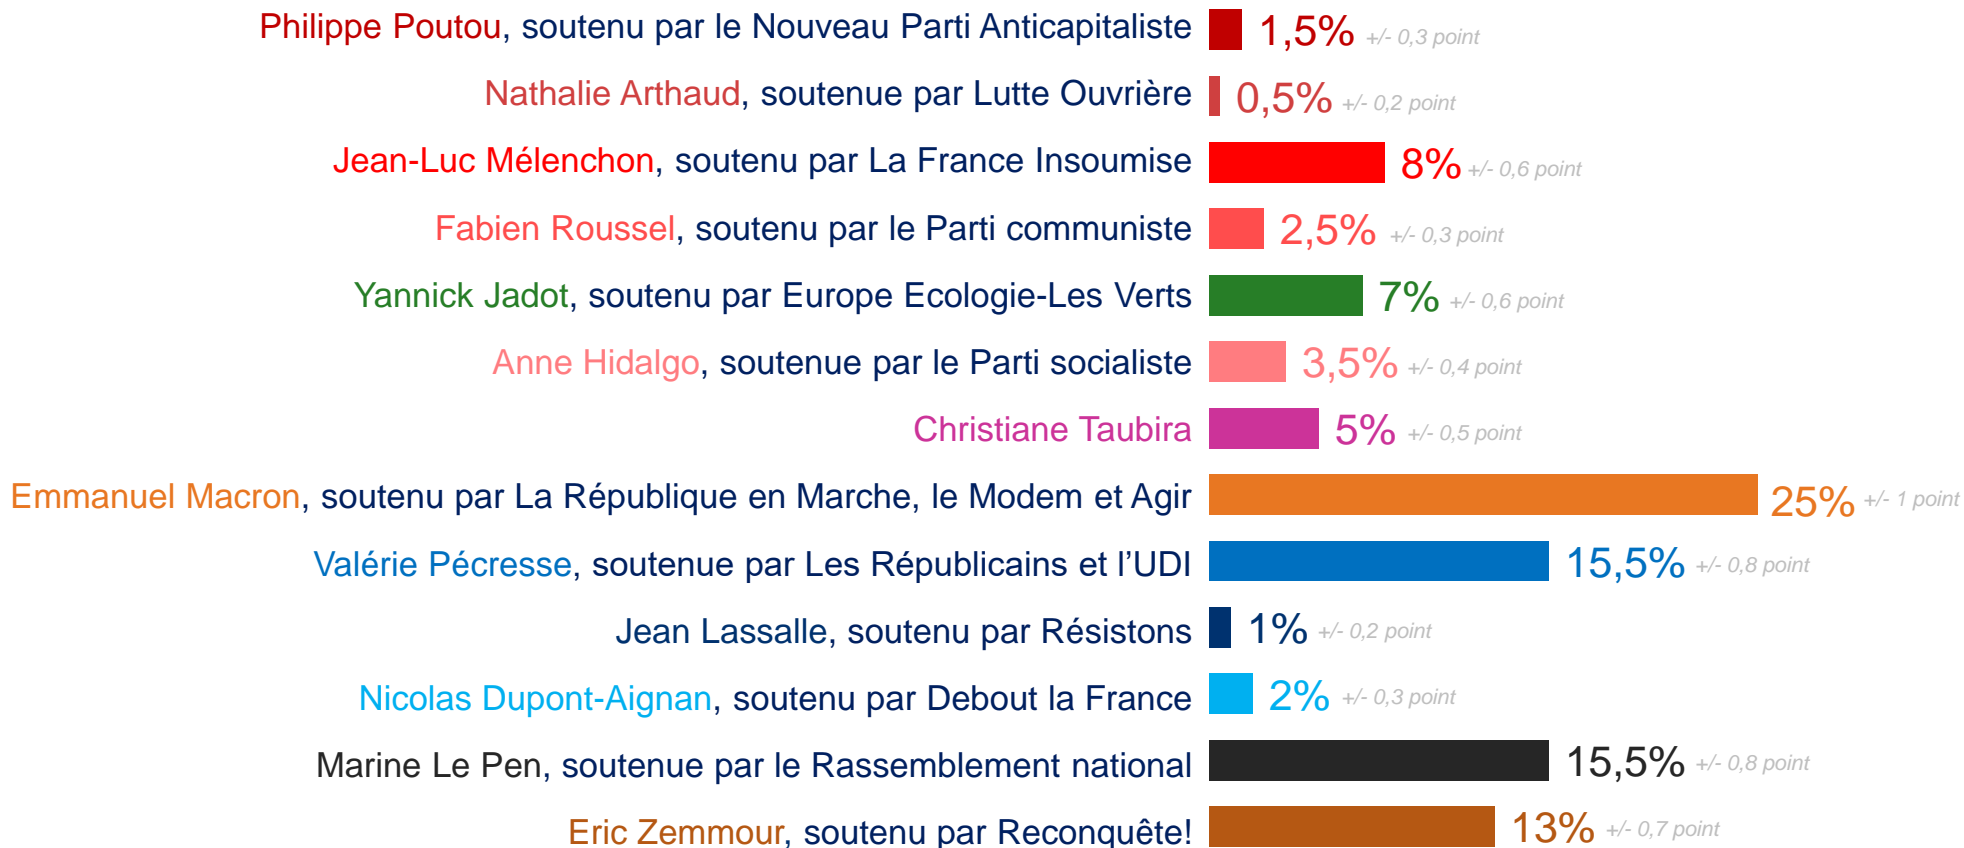 Philippe Poutou, soutenu par le Nouveau Parti Anticapitaliste 1,5% +/- 0,3 point
Nathalie Arthaud, soutenue par Lutte Ouvrière 0,5% +/- 0,2 point
Jean-Luc Mélenchon, soutenu par La France Insoumise 8% +/- 0,6 point
Fabien Roussel, soutenu par le Parti communiste 2,5% +/- 0,3 point
Yannick Jadot, soutenu par Europe Ecologie-Les Verts 7% +/- 0,6 point
Anne Hidalgo, soutenue par le Parti socialiste 3,5% +/- 0,4 point
Christiane Taubira 5% +/- 0,5 point
Emmanuel Macron, soutenu par La République en Marche, le Modem et Agir 25% +/- 1 point
Valérie Pécresse, soutenue par Les Républicains et l’UDI 15,5% +/- 0,8 point
Jean Lassalle, soutenu par Résistons 1% +/- 0,2 point
Nicolas Dupont-Aignan, soutenu par Debout la France 2% +/- 0,3 point
Marine Le Pen, soutenue par le Rassemblement national 15,5% +/- 0,8 point
Eric Zemmour, soutenu par Reconquête! 13% +/- 0,7 point